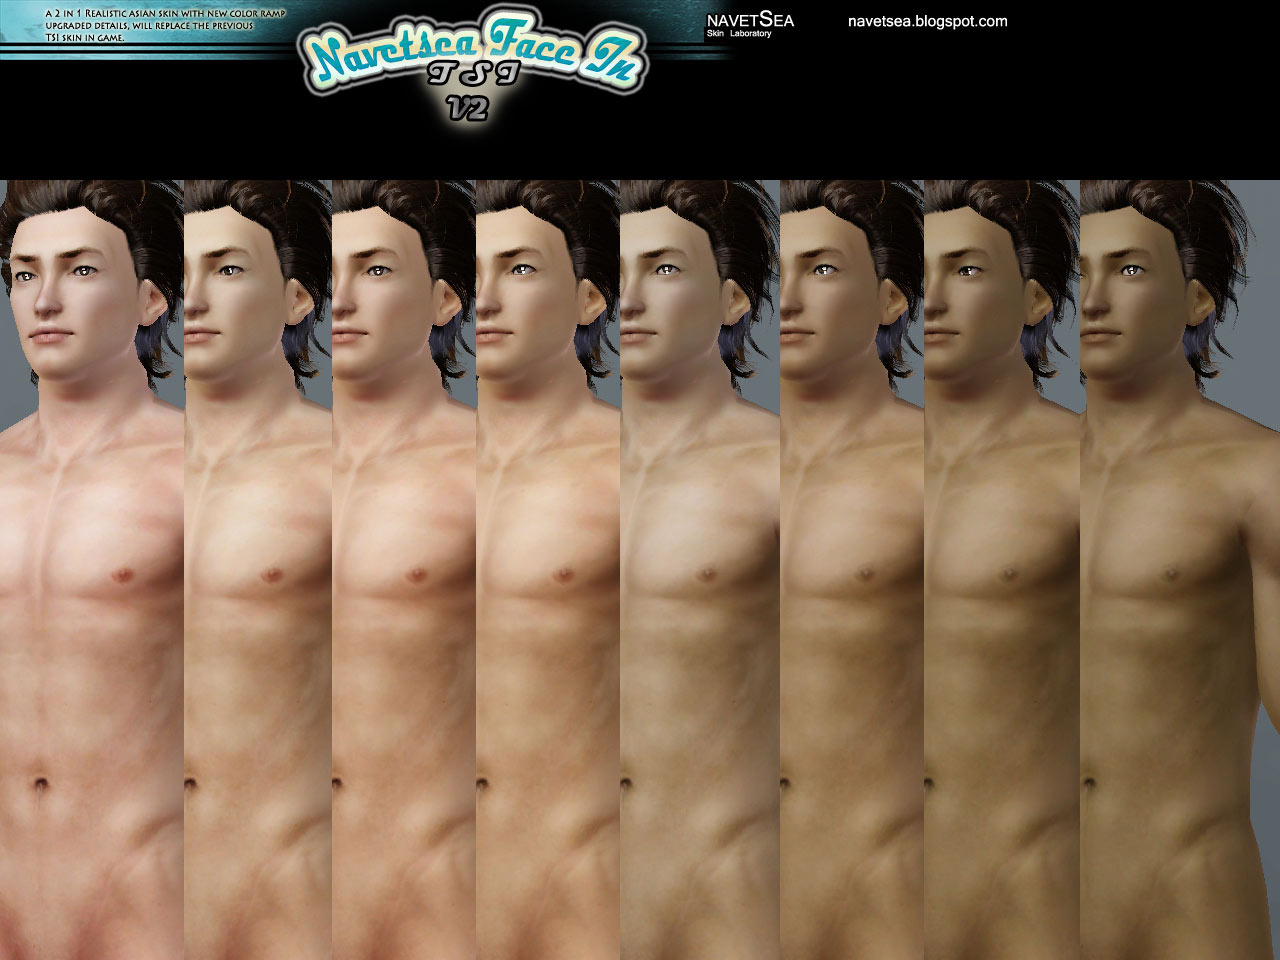 A 2 IN 1 REALISTIC ASIAN SKIN WITH NEW COLOR RAMP
UPGRADED DETAILS, WILL REPLACE THE PREVIOUS
TSI SKIN IN GAME.
Navetsea Face In
TSI
V2
NAVETSEA
Skin Laboratory
navetsea.blogspot.com